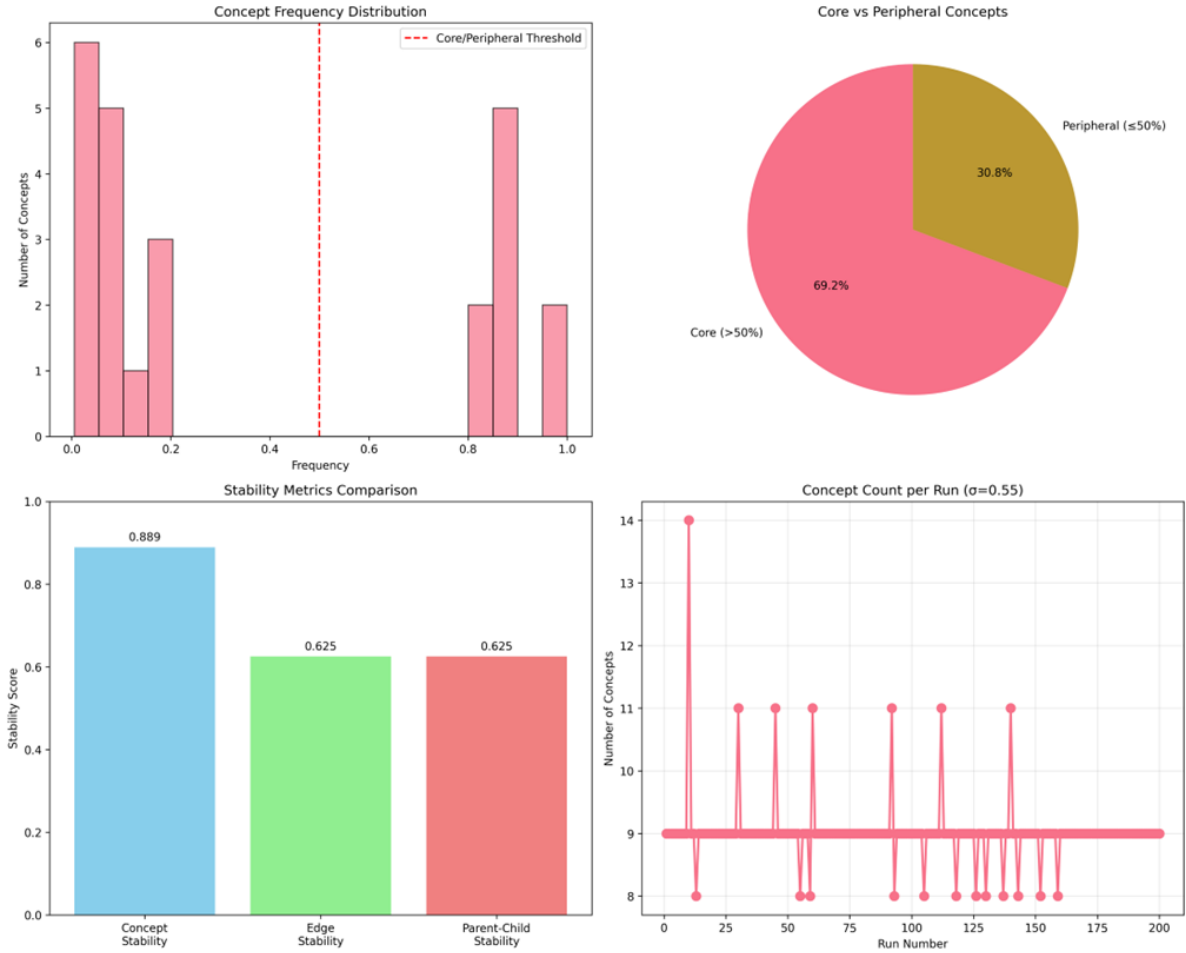 Concept Frequency Distribution
Core/Peripheral Threshold
Number of Concepts
6
5
4
3
2
1
0
0.0 0.2 0.4 0.6 0.8 1.0
Frequency
Core vs Peripheral Concepts
Peripheral (≤50%)
30.8%
69.2%
Core (>50%)
Stability Metrics Comparison
Stability Score
1.0
0.8
0.6
0.4
0.2
0.0
0.889
0.625
0.625
Concept
Stability
Edge
Stability
Parent-Child
Stability
Concept Count per Run (σ=0.55)
Number of Concepts
14
13
12
11
10
9
8
0 25 50 75 100 125 150 175 200
Run Number